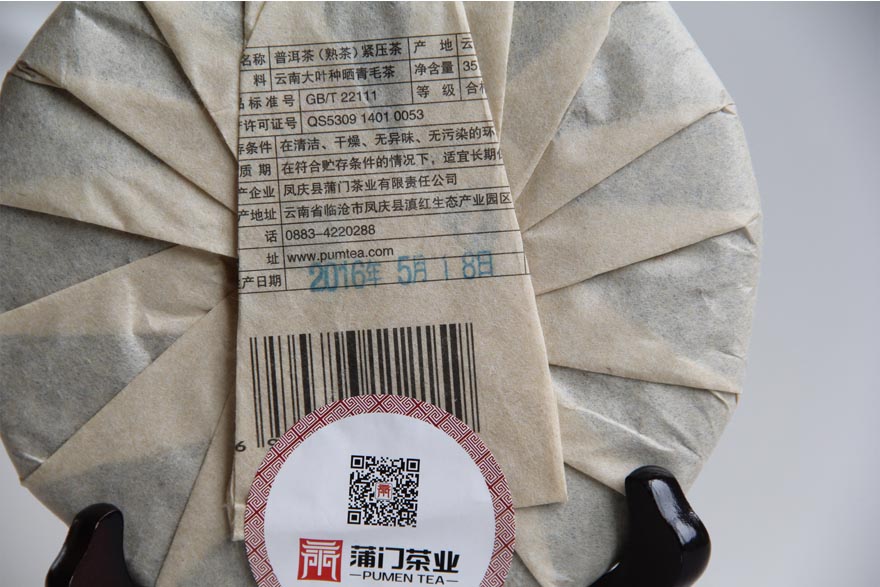 名称 普洱茶（熟茶）紧压茶 产 地 云
料 云南大叶种晒青毛茶 净含量 35
品标准号 GB/T 22111 等 级 合格
许可证号 QS5309 1401 0053
存条件 在清洁、干燥、无异味、无污染的环
质 期 在符合贮存条件的情况下，适宜长期
产企业 凤庆县蒲门茶业有限责任公司
产地址 云南省临沧市凤庆县滇红生态产业园区
话 0883-4220288
址 www.pumtea.com
产日期 2016年 5月 18日
6
蒲门茶业
PUMEN TEA